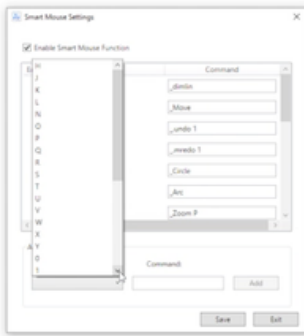 Smart Mouse Settings
Enable Smart Mouse Function
Command
H
J
K
L
N
O
P
Q
R
S
T
U
V
W
X
Y
0
1
_dimlin
_Move
_undo 1
_mredo 1
_Circle
_Arc
_Zoom P
Command:
Add
Save
Exit